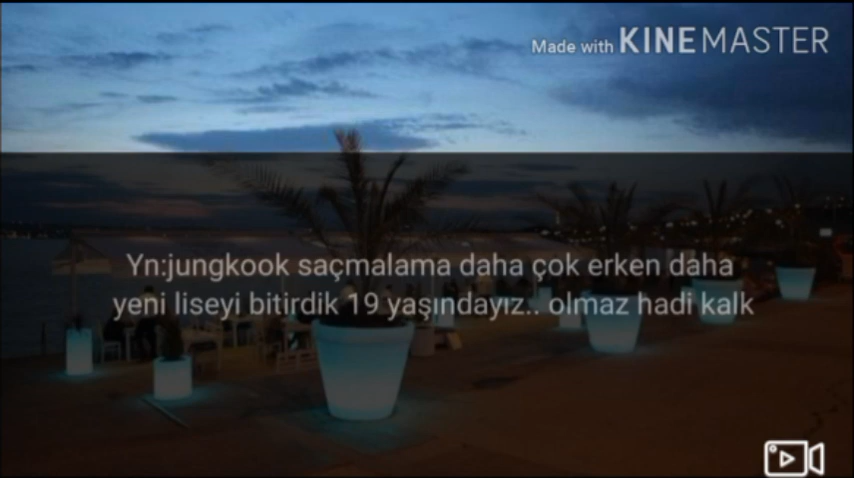 Made with KINEMASTER
Yn:jungkook saçmalama daha çok erken daha
yeni liseyi bitirdik 19 yaşındayız.. olmaz hadi kalk